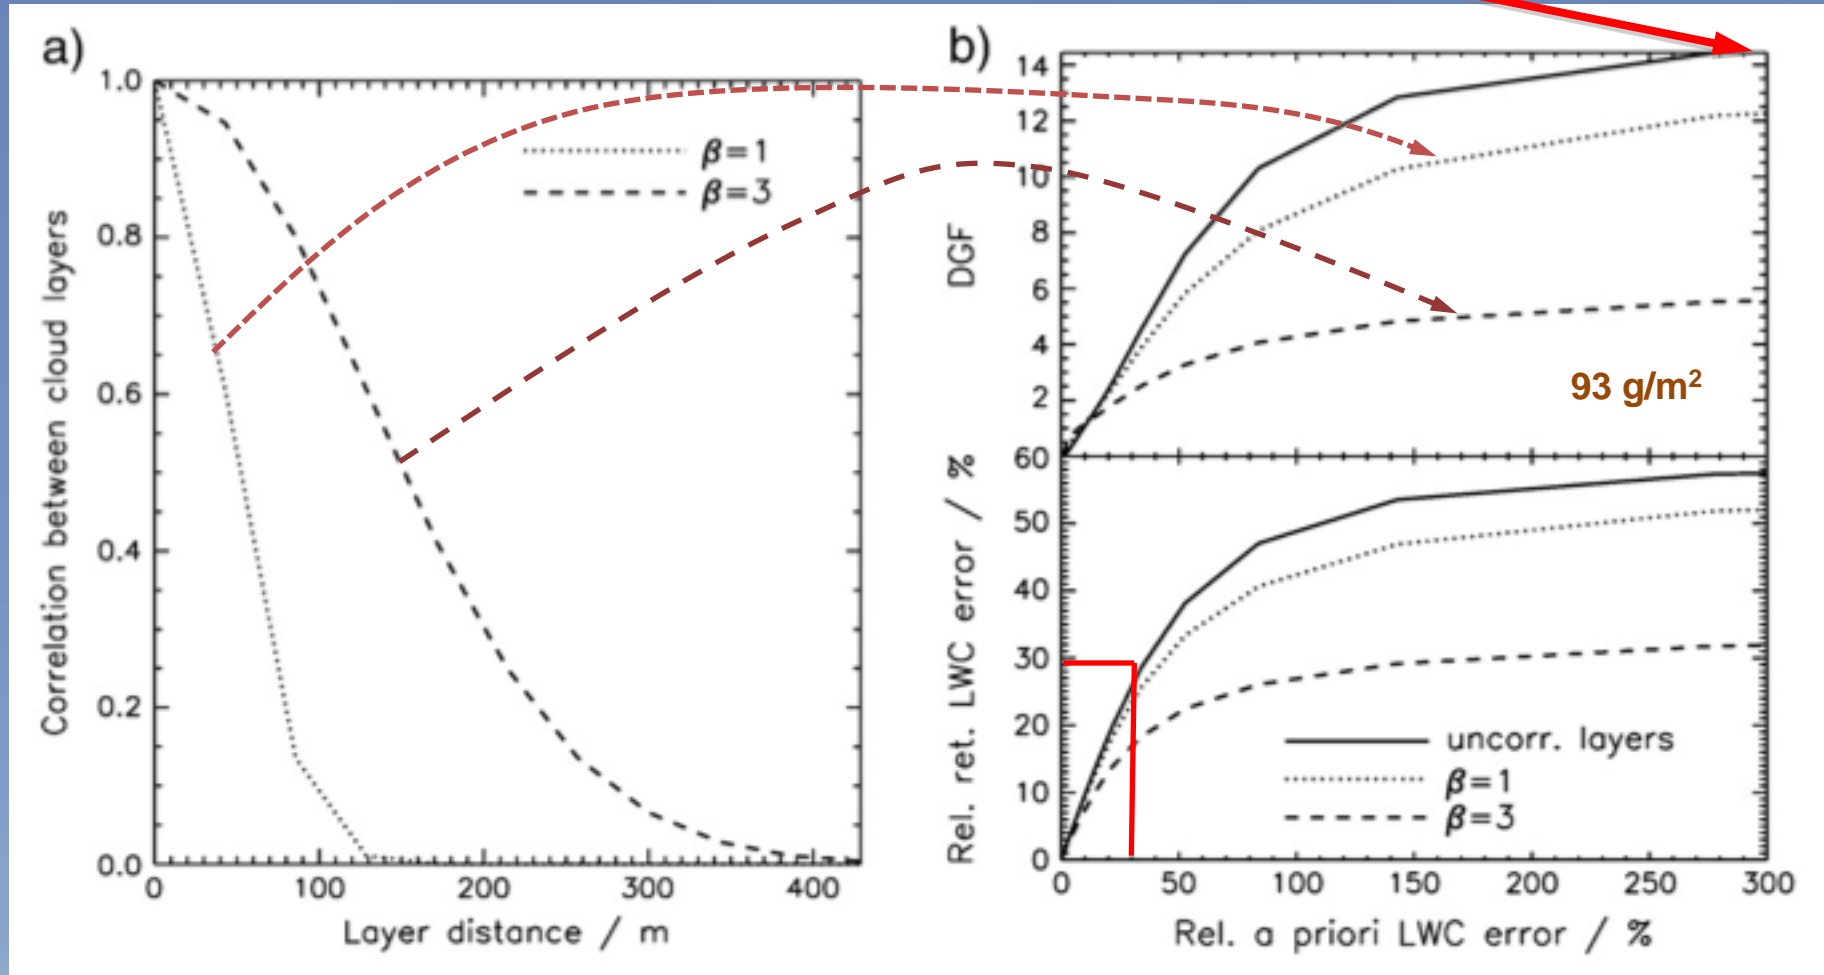 a)
Correlation between cloud layers
1.0
0.8
0.6
0.4
0.2
0.0
0 100 200 300 400
Layer distance / m
β=1
β=3
b)
DGF
14
12
10
8
6
4
2
93 g/m²
Rel. ret. LWC error / %
60
50
40
30
20
10
0
uncorr. layers
β=1
β=3
0 50 100 150 200 250 300
Rel. a priori LWC error / %